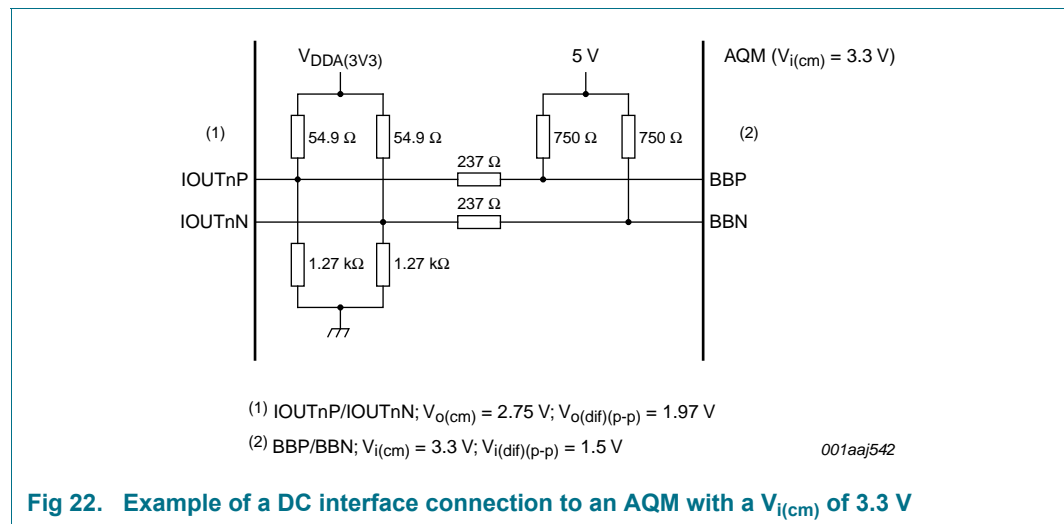 VDDA(3V3)
5 V
AQM (Vi(cm) = 3.3 V)
(1)
54.9 Ω
54.9 Ω
750 Ω
750 Ω
(2)
237 Ω
IOUTnP
BBP
237 Ω
IOUTnN
BBN
1.27 kΩ
1.27 kΩ
(1) IOUTnP/IOUTnN; Vo(cm) = 2.75 V; Vo(dif)(p-p) = 1.97 V
(2) BBP/BBN; Vi(cm) = 3.3 V; Vi(dif)(p-p) = 1.5 V
001aaj542
Fig 22. Example of a DC interface connection to an AQM with a Vi(cm) of 3.3 V